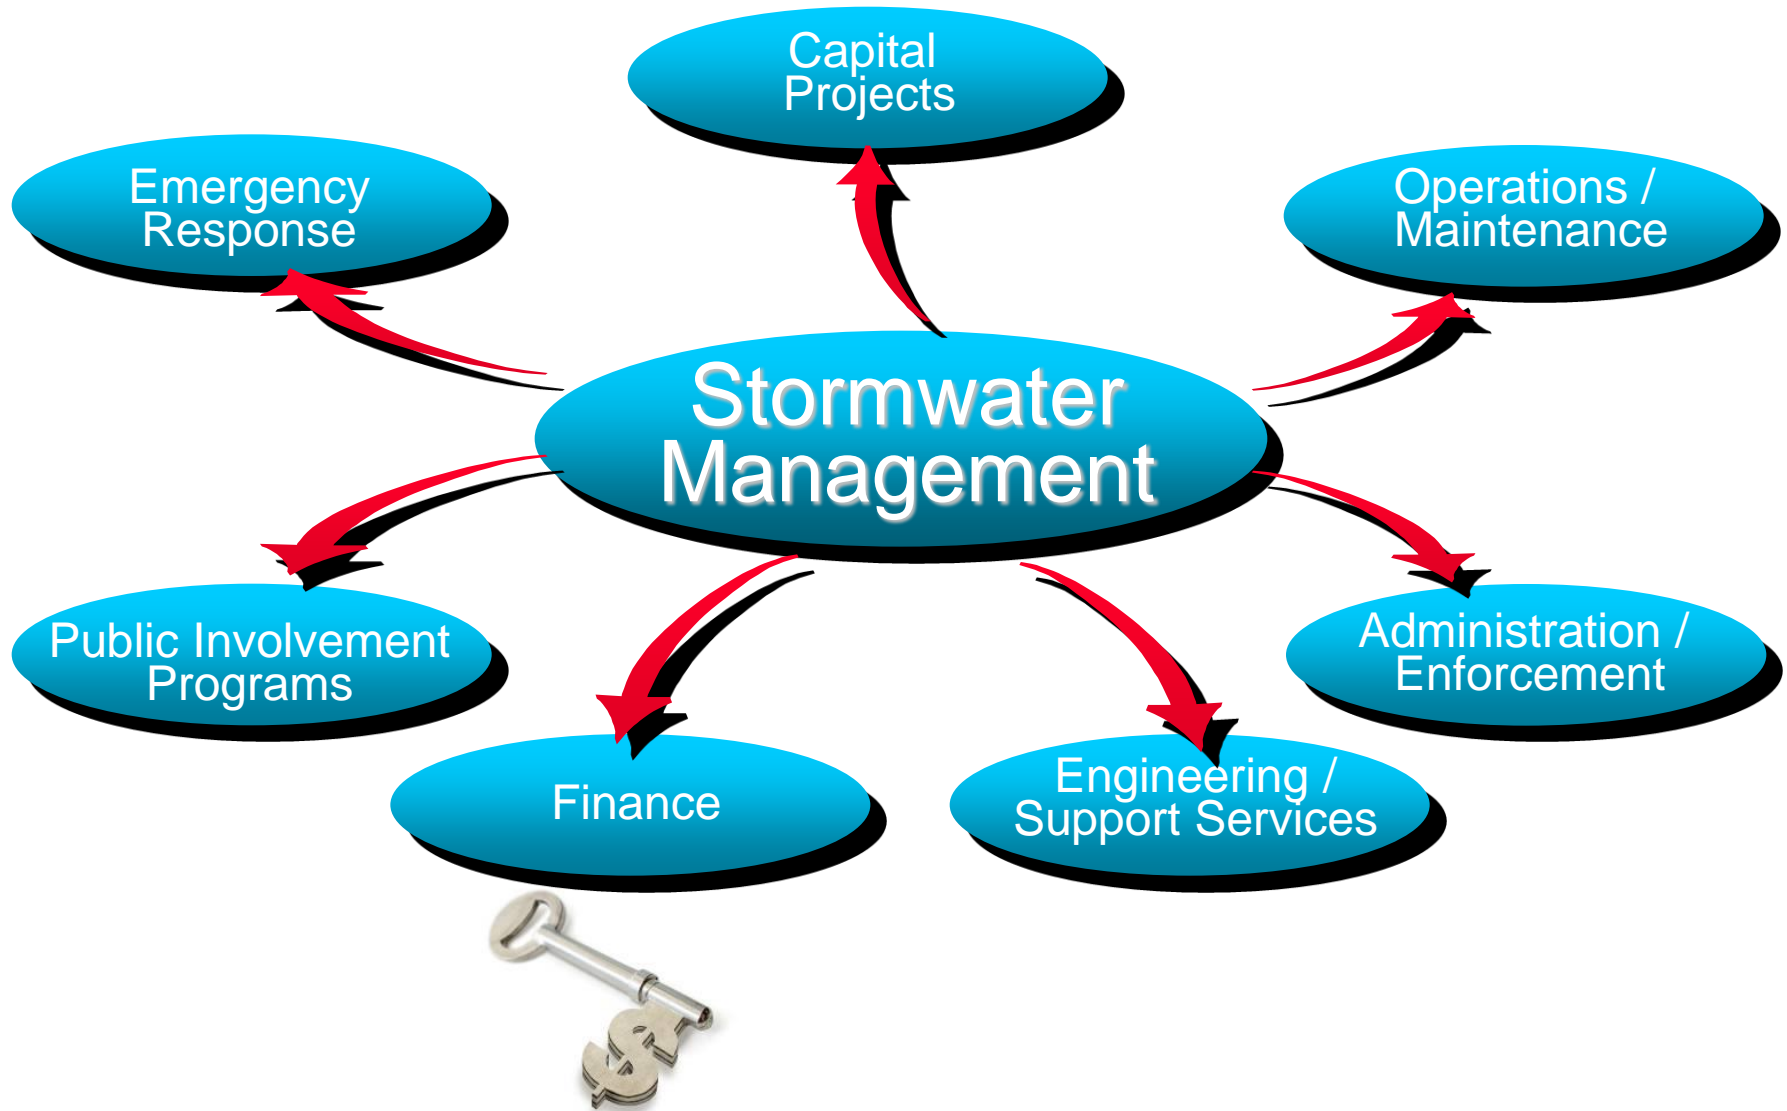 Capital
Projects
Emergency
Response
Operations /
Maintenance
Stormwater
Management
Public Involvement
Programs
Administration /
Enforcement
Finance
Engineering /
Support Services
$